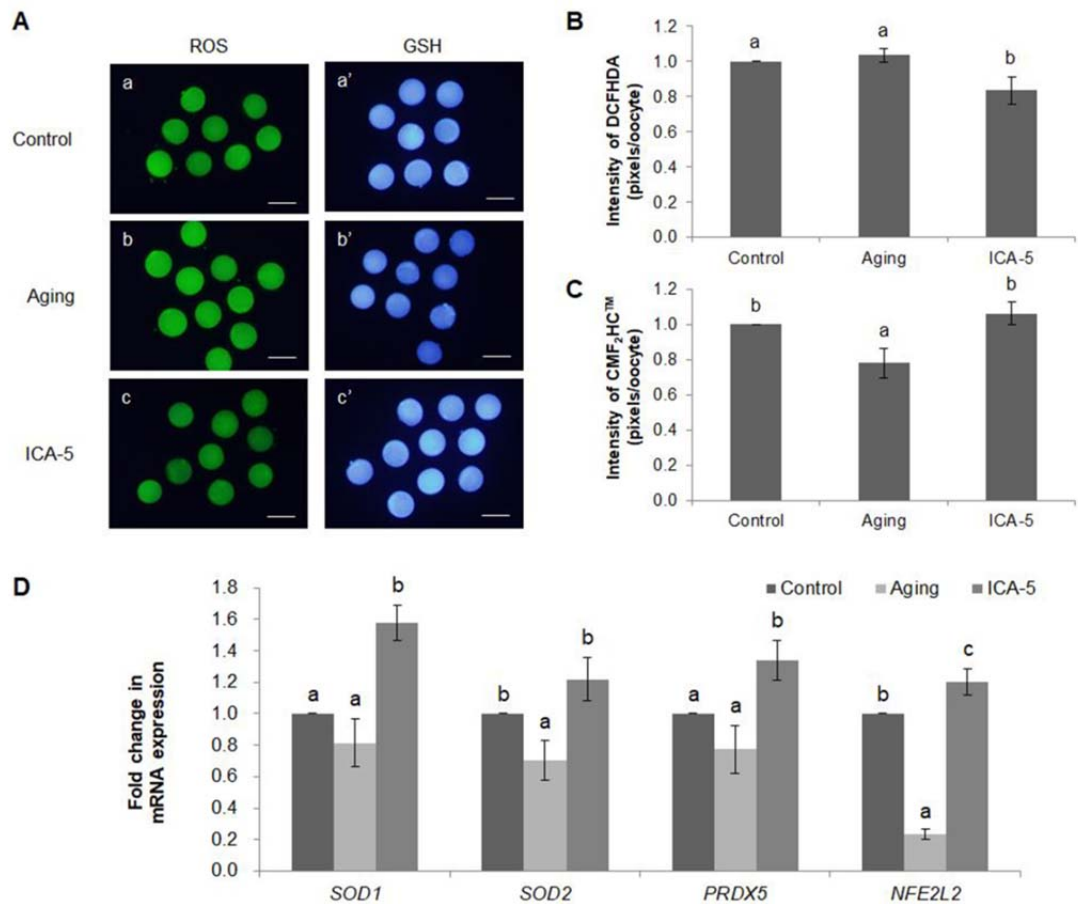 A
ROS GSH
Control
a a'
Aging
b b'
ICA-5
c c'
B
Intensity of DCFHDA
(pixels/oocyte)
1.2
1.0
0.8
0.6
0.4
0.2
0.0
a a b
Control Aging ICA-5
C
Intensity of CMF₂HC™
(pixels/oocyte)
1.2
1.0
0.8
0.6
0.4
0.2
0.0
b a b
Control Aging ICA-5
D
Fold change in
mRNA expression
1.8
1.6
1.4
1.2
1.0
0.8
0.6
0.4
0.2
0.0
Control Aging ICA-5
a a b b a b a a b b a c
SOD1 SOD2 PRDX5 NFE2L2